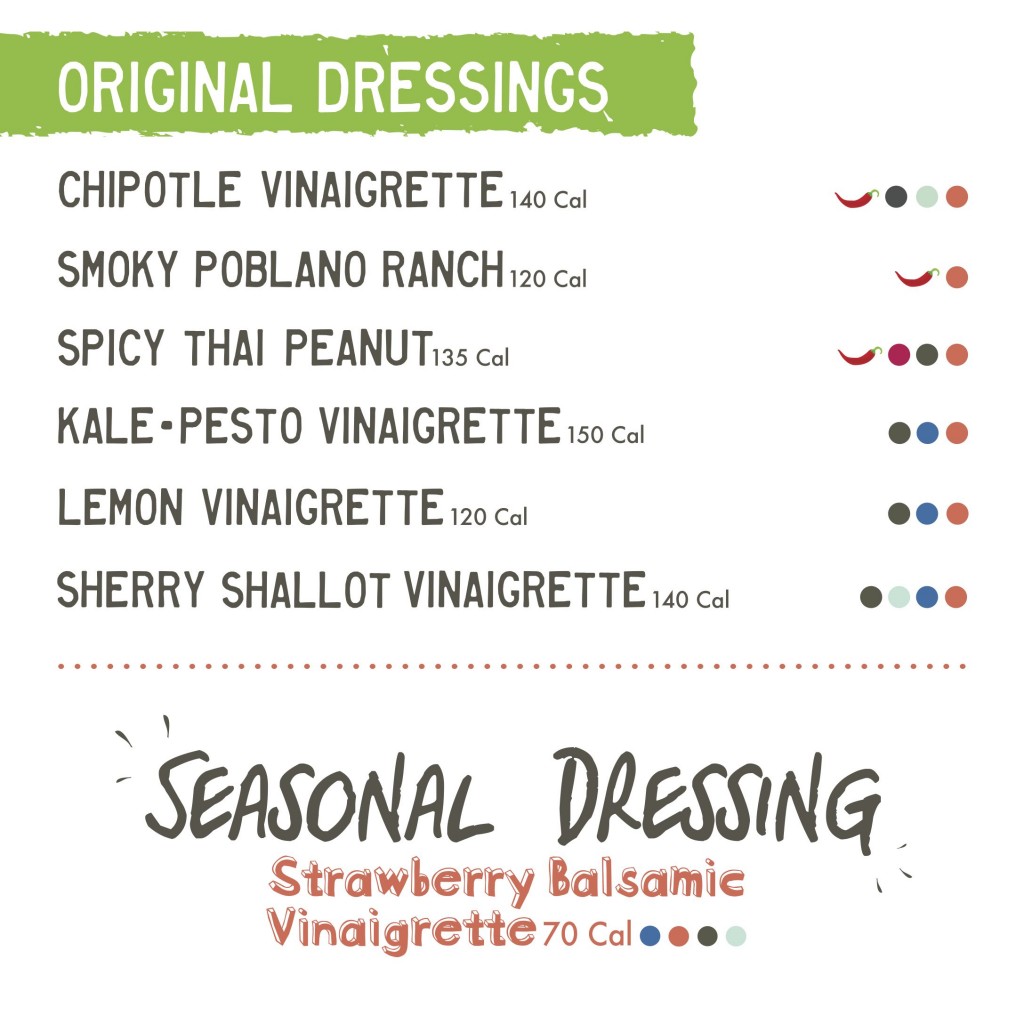 ORIGINAL DRESSINGS
CHIPOTLE VINAIGRETTE 140 Cal
SMOKY POBLANO RANCH 120 Cal
SPICY THAI PEANUT 135 Cal
KALE-PESTO VINAIGRETTE 150 Cal
LEMON VINAIGRETTE 120 Cal
SHERRY SHALLOT VINAIGRETTE 140 Cal
SEASONAL DRESSING
Strawberry Balsamic
Vinaigrette 70 Cal